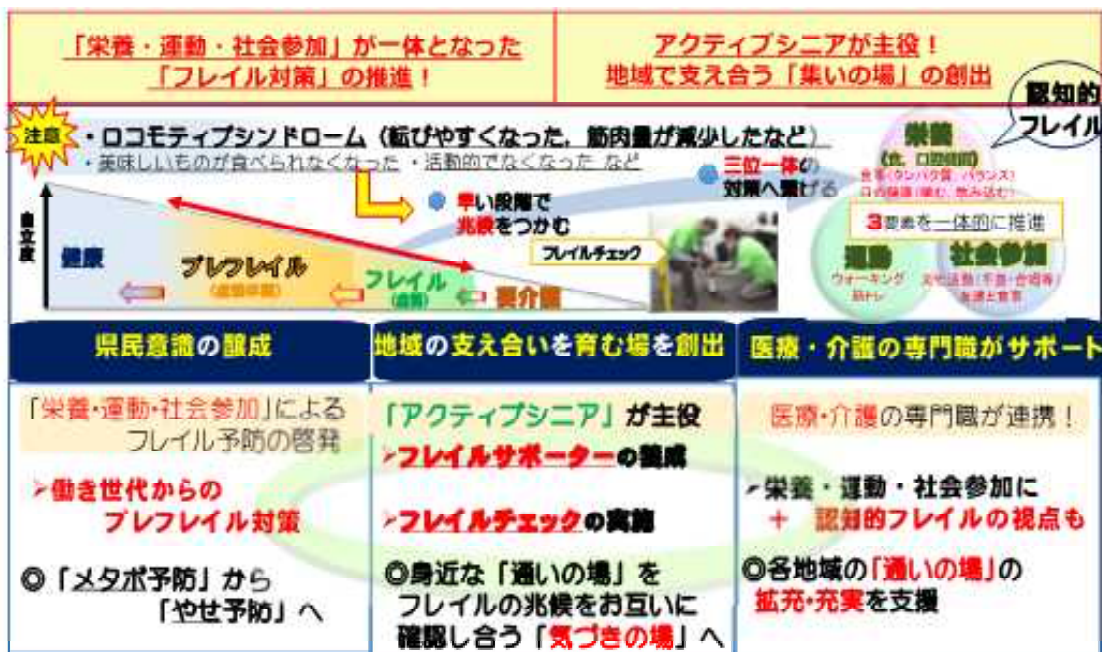 「栄養・運動・社会参加」が一体となった
「フレイル対策」の推進！
アクティブシニアが主役！
地域で支え合う「集いの場」の創出
認知的
フレイル
注意
・ロコモティブシンドローム（転びやすくなった，筋肉量が減少したなど）
・美味しいものが食べられなくなった ・活動的でなくなった など
早い段階で
兆候をつかむ
三位一体の
対策へ繋げる
フレイルチェック
自立度
健康
プレフレイル
フレイル
要介護
栄養
3要素を一体的に推進
運動
ウォーキング
筋トレ
社会参加
県民意識の醸成
「栄養・運動・社会参加」による
フレイル予防の啓発
➢働き世代からの
プレフレイル対策
◎「メタボ予防」から
「やせ予防」へ
地域の支え合いを育む場を創出
「アクティブシニア」が主役
➢フレイルサポーターの養成
➢フレイルチェックの実施
◎身近な「通いの場」を
フレイルの兆候をお互いに
確認し合う「気づきの場」へ
医療・介護の専門職がサポート
医療・介護の専門職が連携！
➢栄養・運動・社会参加に
＋ 認知的フレイルの視点も
◎各地域の「通いの場」の
拡充・充実を支援